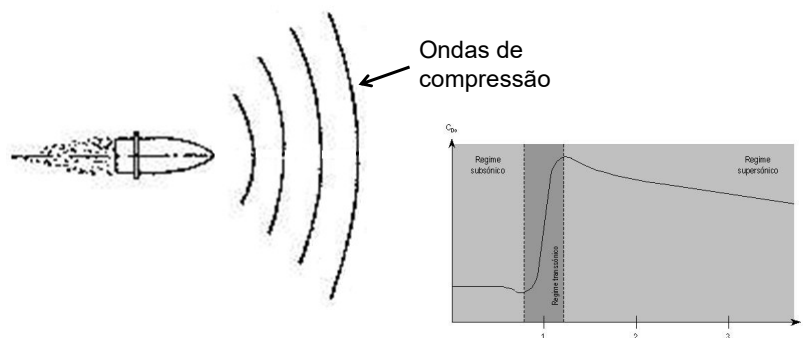 Ondas de
compressão
C_D₀
Regime
subsónico
Regime
supersónico
Regime transsónico
1
2
3